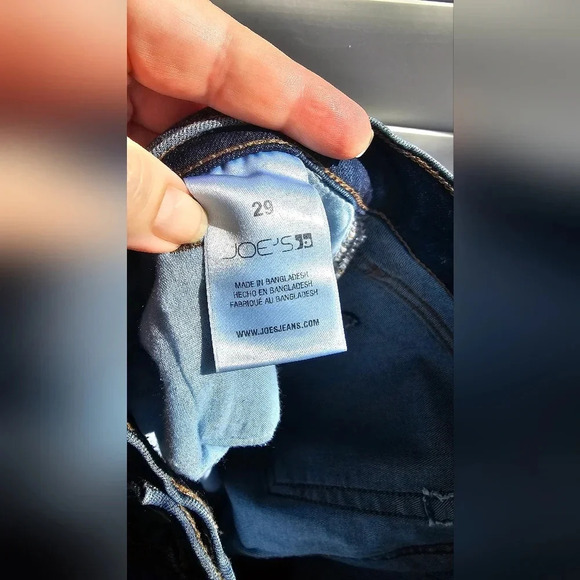 29
JOE'S
MADE IN BANGLADESH
HECHO EN BANGLADESH
FABRIQUÉ AU BANGLADESH
WWW.JOESJEANS.COM